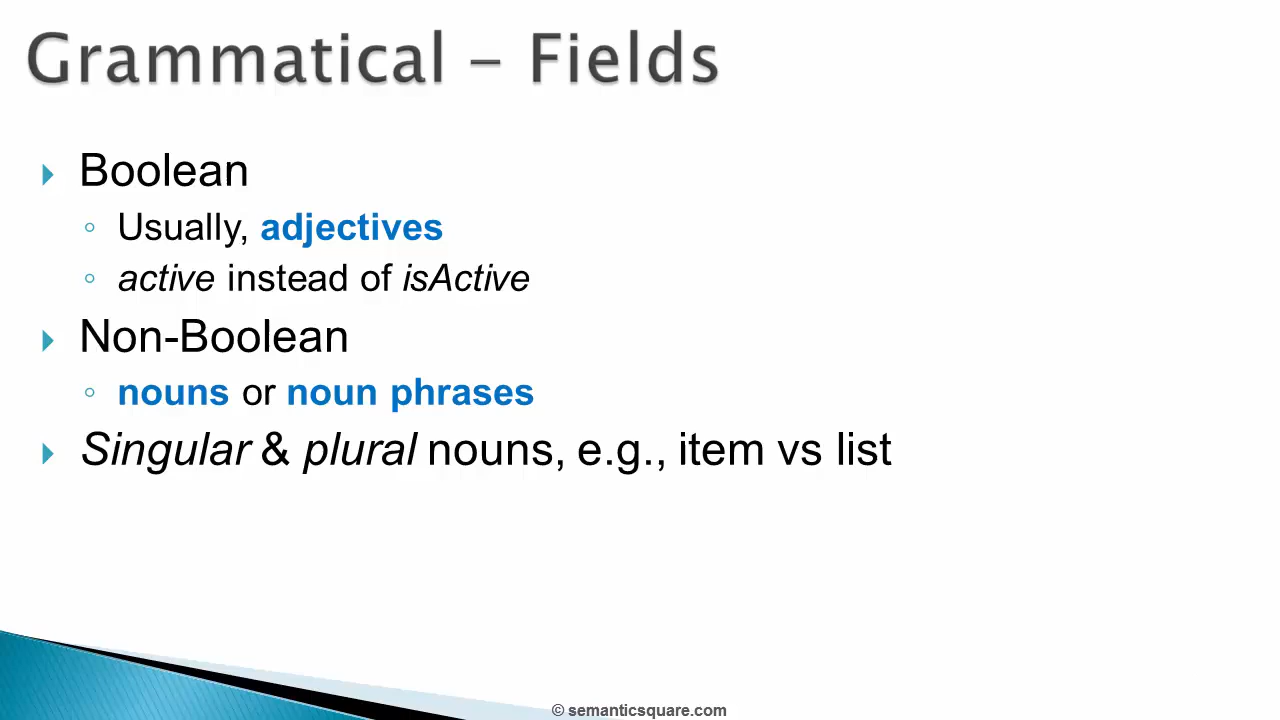 Grammatical – Fields
Boolean
Usually, adjectives
active instead of isActive
Non-Boolean
nouns or noun phrases
Singular & plural nouns, e.g., item vs list
© semanticsquare.com